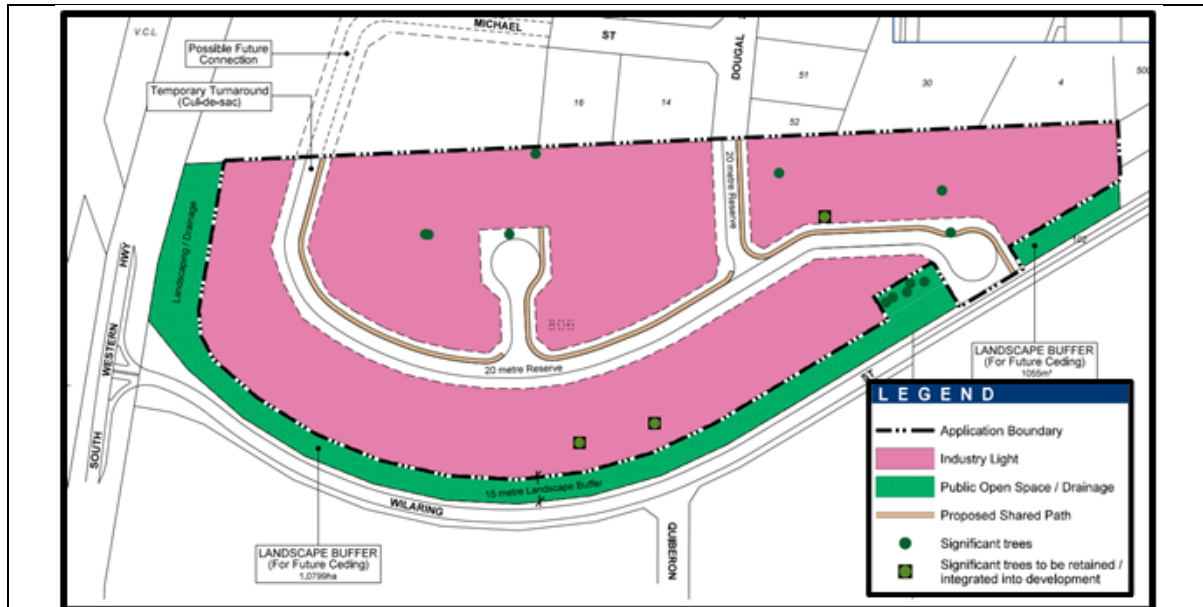 V.C.L.
MICHAEL
ST
DOUGAL
Possible Future
Connection
Temporary Turnaround
(Cul-de-sac)
51
30
4
500
16
14
52
20 metre Reserve
Landscaping / Drainage
HWY
WESTERN
SOUTH
102
20 metre Reserve
LANDSCAPE BUFFER
(For Future Ceding)
1055m²
ST
15 metre Landscape Buffer
WILARING
QUIBERON
LANDSCAPE BUFFER
(For Future Ceding)
1.0799ha
LEGEND
Application Boundary
Industry Light
Public Open Space / Drainage
Proposed Shared Path
Significant trees
Significant trees to be retained /
integrated into development